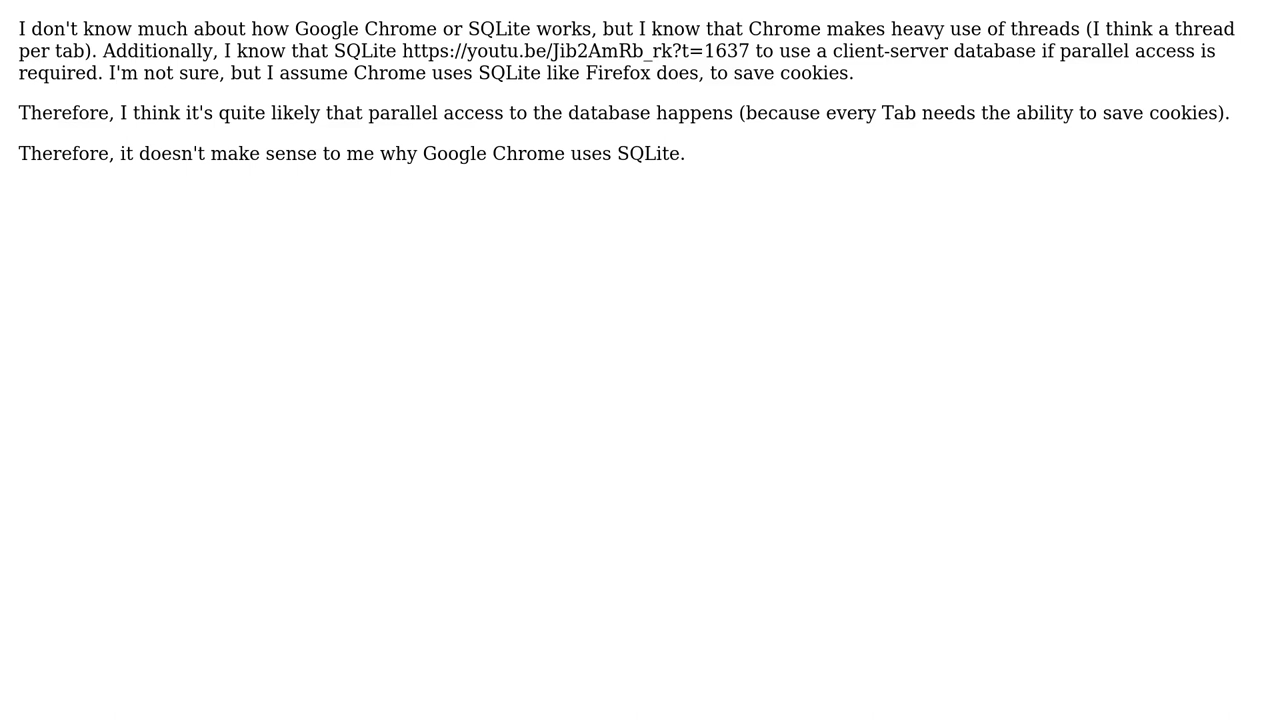 I don't know much about how Google Chrome or SQLite works, but I know that Chrome makes heavy use of threads (I think a thread
per tab). Additionally, I know that SQLite https://youtu.be/Jib2AmRb_rk?t=1637 to use a client-server database if parallel access is
required. I'm not sure, but I assume Chrome uses SQLite like Firefox does, to save cookies.
Therefore, I think it's quite likely that parallel access to the database happens (because every Tab needs the ability to save cookies).
Therefore, it doesn't make sense to me why Google Chrome uses SQLite.